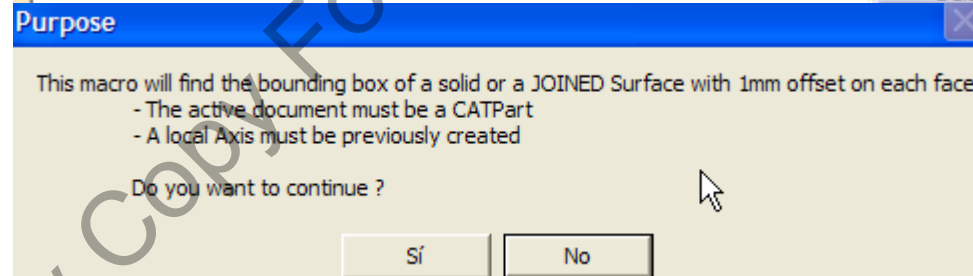 Purpose
This macro will find the bounding box of a solid or a JOINED Surface with 1mm offset on each face
- The active document must be a CATPart
- A local Axis must be previously created
Do you want to continue ?
Sí
No
Copy